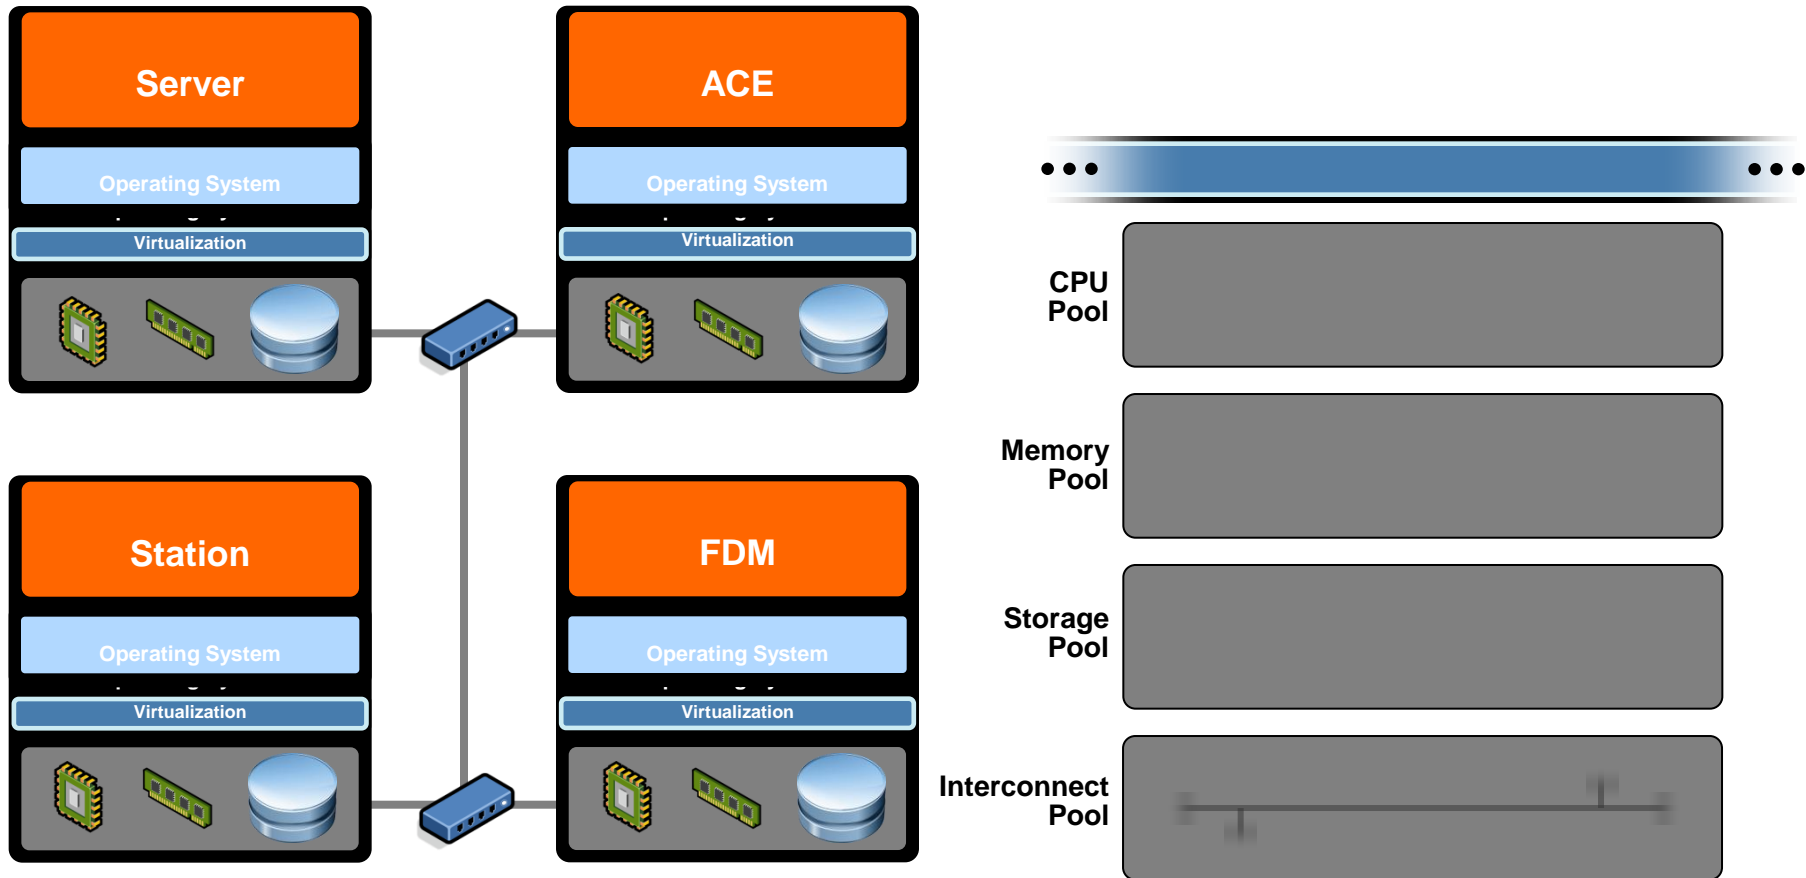 Server
Operating System
Virtualization
ACE
Operating System
Virtualization
Station
Operating System
Virtualization
FDM
Operating System
Virtualization
CPU
Pool
Memory
Pool
Storage
Pool
Interconnect
Pool